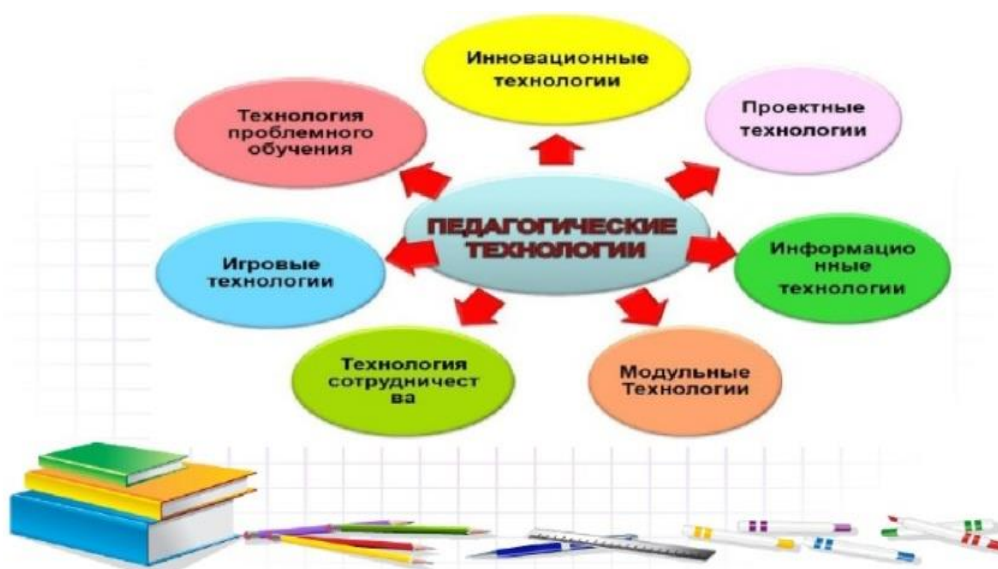 Инновационные
технологии
Технология
проблемного
обучения
Проектные
технологии
ПЕДАГОГИЧЕСКИЕ
ТЕХНОЛОГИИ
Игровые
технологии
Информацио
нные
технологии
Технология
сотрудничест
ва
Модульные
Технологии